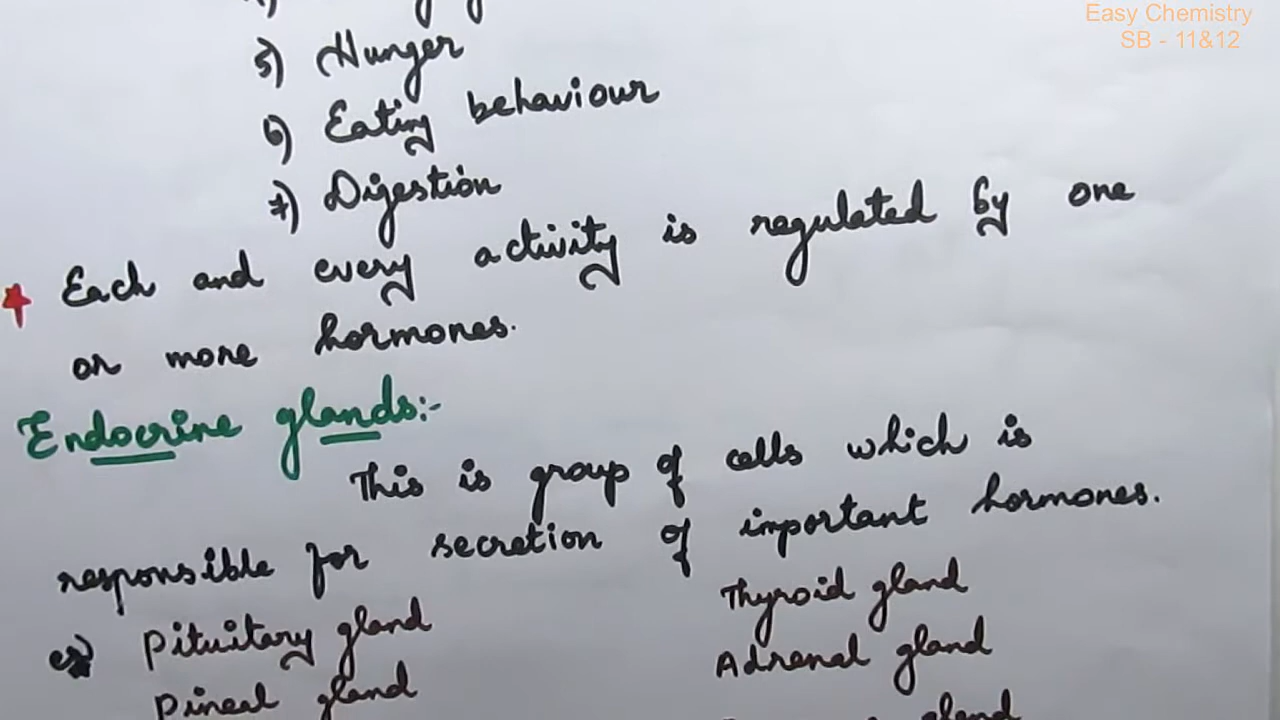 Easy Chemistry
SB - 11&12
5) Hunger
6) Eating behaviour
7) Digestion
Each and every activity is regulated by one
or more hormones.
Endocrine glands:-
This is group of cells which is
responsible for secretion of important hormones.
Pituitary gland
Thyroid gland
Pineal gland
Adrenal gland
gland